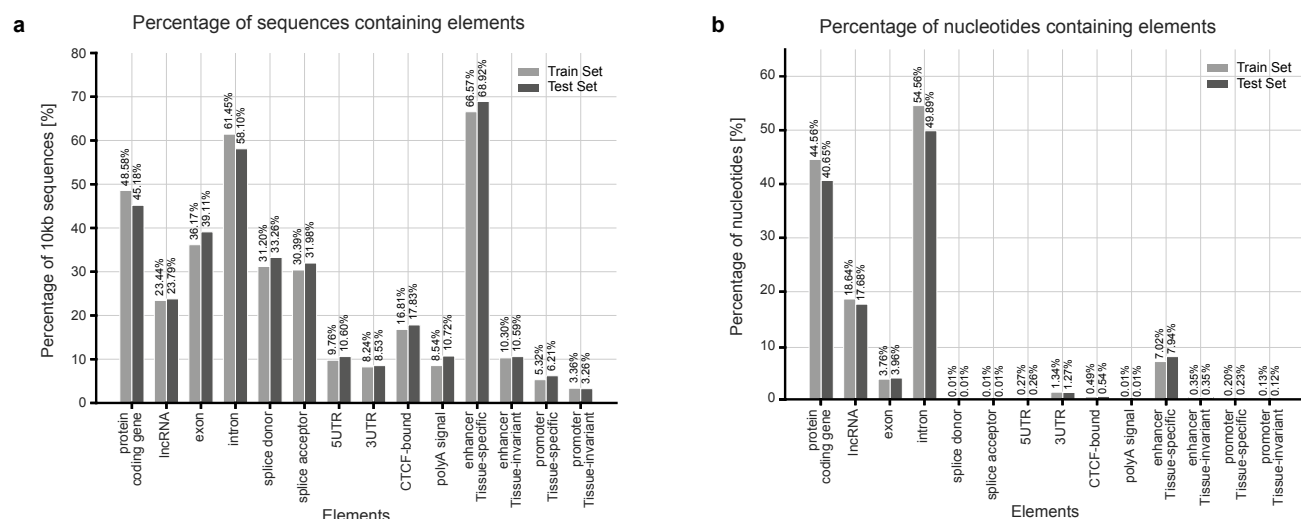 a
Percentage of sequences containing elements
Percentage of 10kb sequences [%]
80
70
60
50
40
30
20
10
0
Train Set
Test Set
48.58%
45.18%
23.44%
23.79%
36.17%
39.11%
61.45%
58.10%
31.20%
33.26%
30.39%
31.98%
9.76%
10.60%
8.24%
8.53%
16.81%
17.83%
8.54%
10.72%
66.57%
68.92%
10.30%
10.59%
5.32%
6.21%
3.36%
3.26%
protein
coding gene
lncRNA
exon
intron
splice donor
splice acceptor
5UTR
3UTR
CTCF-bound
polyA signal
enhancer
Tissue-specific
enhancer
Tissue-invariant
promoter
Tissue-specific
promoter
Tissue-invariant
Elements
b
Percentage of nucleotides containing elements
Percentage of nucleotides [%]
60
50
40
30
20
10
0
Train Set
Test Set
44.56%
40.65%
18.64%
17.68%
3.76%
3.96%
54.56%
49.89%
0.01%
0.01%
0.01%
0.01%
0.27%
0.26%
1.34%
1.27%
0.49%
0.54%
0.01%
0.01%
7.02%
7.94%
0.35%
0.35%
0.20%
0.23%
0.13%
0.12%
protein
coding gene
lncRNA
exon
intron
splice donor
splice acceptor
5UTR
3UTR
CTCF-bound
polyA signal
enhancer
Tissue-specific
enhancer
Tissue-invariant
promoter
Tissue-specific
promoter
Tissue-invariant
Elements